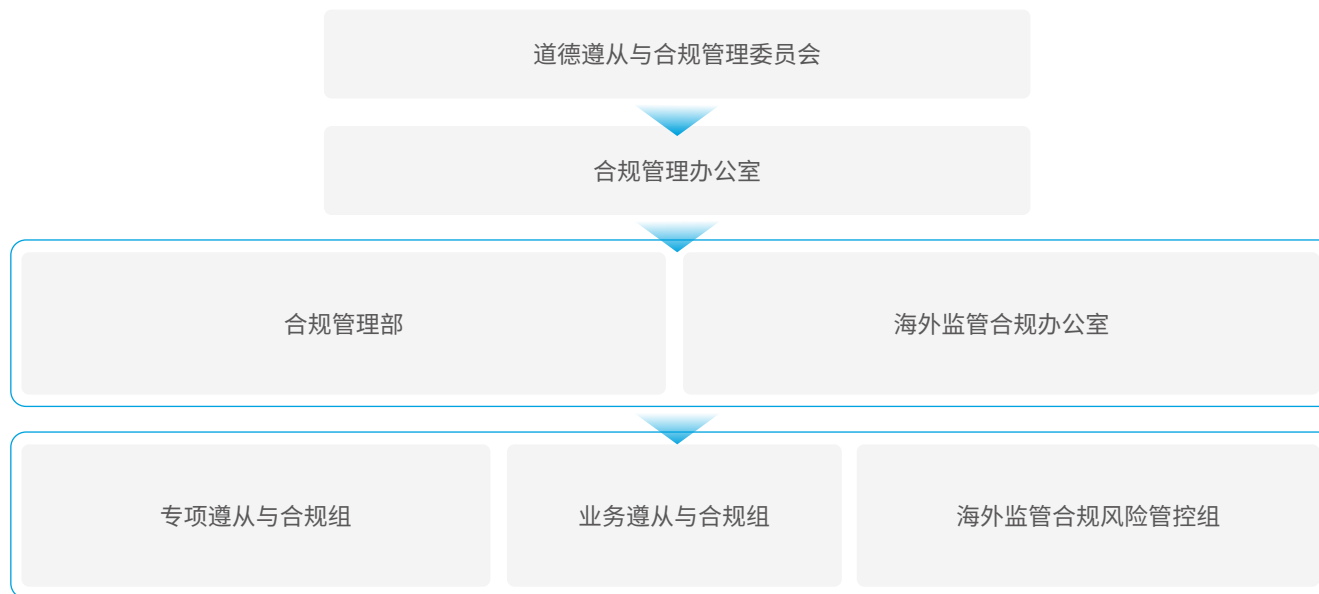 道德遵从与合规管理委员会
合规管理办公室
合规管理部
海外监管合规办公室
专项遵从与合规组
业务遵从与合规组
海外监管合规风险管控组